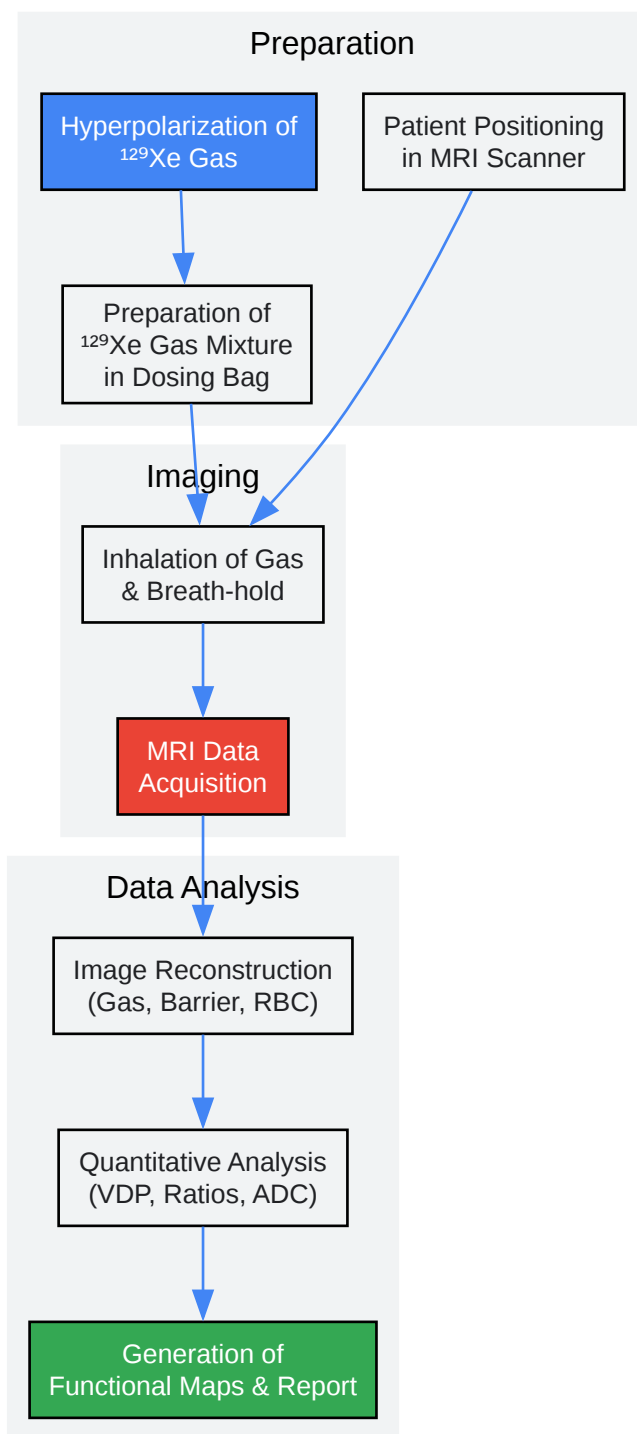 Preparation
Hyperpolarization of
¹²⁹Xe Gas
Patient Positioning
in MRI Scanner
Preparation of
¹²⁹Xe Gas Mixture
in Dosing Bag
Imaging
Inhalation of Gas
& Breath-hold
MRI Data
Acquisition
Data Analysis
Image Reconstruction
(Gas, Barrier, RBC)
Quantitative Analysis
(VDP, Ratios, ADC)
Generation of
Functional Maps & Report